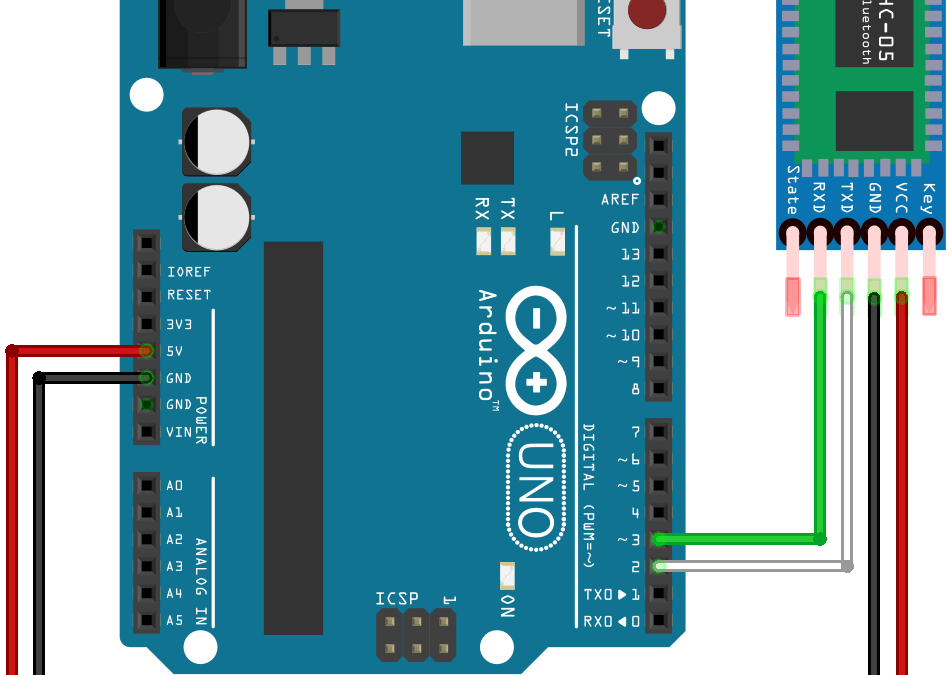 RESET
ICSP2
HC-05
Bluetooth
State
RXD
TXD
GND
VCC
Key
RX
TX
L
AREF
GND
13
12
~11
~10
~9
8
IOREF
RESET
3V3
5V
GND
GND
VIN
POWER
Arduino™
UNO
DIGITAL (PWM=~)
7
~6
~5
4
~3
2
TX0▶1
RX0◀0
A0
A1
A2
A3
A4
A5
ANALOG IN
ON
ICSP
1